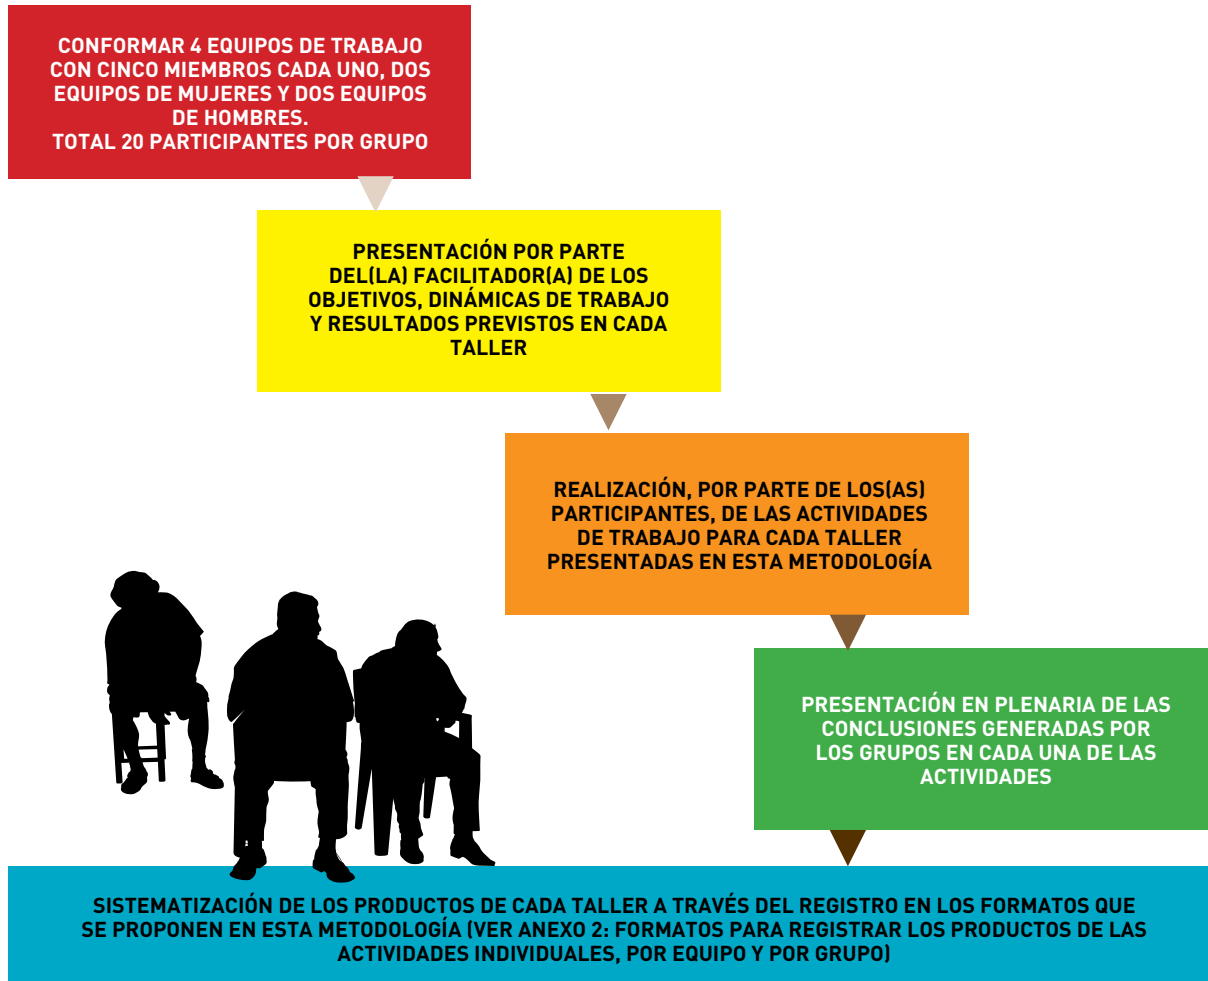 CONFORMAR 4 EQUIPOS DE TRABAJO
CON CINCO MIEMBROS CADA UNO, DOS
EQUIPOS DE MUJERES Y DOS EQUIPOS
DE HOMBRES.
TOTAL 20 PARTICIPANTES POR GRUPO
PRESENTACIÓN POR PARTE
DEL(LA) FACILITADOR(A) DE LOS
OBJETIVOS, DINÁMICAS DE TRABAJO
Y RESULTADOS PREVISTOS EN CADA
TALLER
REALIZACIÓN, POR PARTE DE LOS(AS)
PARTICIPANTES, DE LAS ACTIVIDADES
DE TRABAJO PARA CADA TALLER
PRESENTADAS EN ESTA METODOLOGÍA
PRESENTACIÓN EN PLENARIA DE LAS
CONCLUSIONES GENERADAS POR
LOS GRUPOS EN CADA UNA DE LAS
ACTIVIDADES
SISTEMATIZACIÓN DE LOS PRODUCTOS DE CADA TALLER A TRAVÉS DEL REGISTRO EN LOS FORMATOS QUE
SE PROPONEN EN ESTA METODOLOGÍA (VER ANEXO 2: FORMATOS PARA REGISTRAR LOS PRODUCTOS DE LAS
ACTIVIDADES INDIVIDUALES, POR EQUIPO Y POR GRUPO)